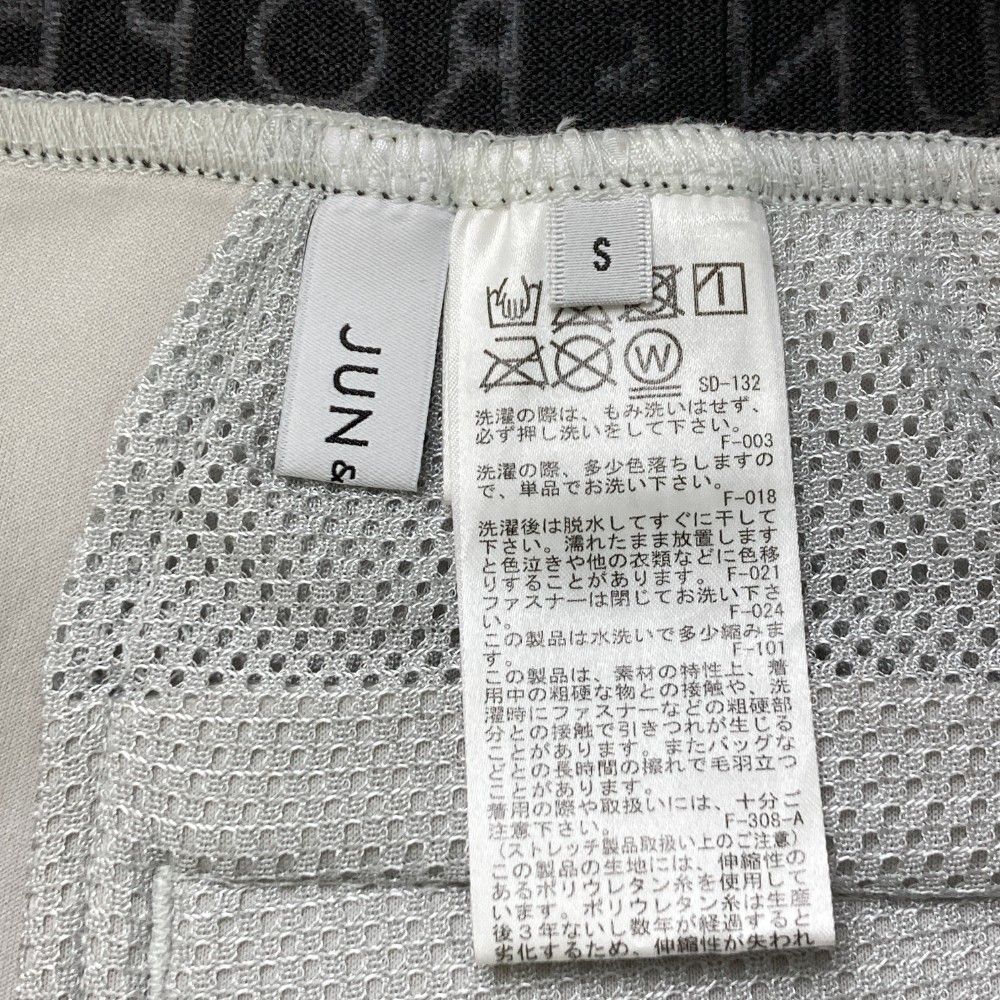 UN & ROPE
JUN &
S
W
SD-132
洗濯の際は、もみ洗いはせず、
必ず押し洗いをして下さい。
F-003
洗濯の際、多少色落ちしますの
で、単品でお洗い下さい。
F-018
洗濯後は脱水してすぐに干して
下さい。濡れたまま放置します
と色泣きや他の衣類などに色移
りすることがあります。 F-021
ファスナーは閉じてお洗い下さ
い。 F-024
この製品は水洗いで多少縮みま
す。 F-101
この製品は、素材の特性上、着
用中の粗硬な物との接触や、洗
濯時にファスナーなどの粗硬部
分との接触で引きつれが生じる
ことがあります。またバッグな
どとの長時間の擦れで毛羽立つ
ことがあります。
着用の際や取扱いには、十分ご
注意下さい。 F-308-A
(ストレッチ製品取扱い上のご注意)
この製品の生地には、伸縮性の
あるポリウレタン糸を使用して
います。ポリウレタン糸は生産
後3年ないし数年が経過すると
劣化するため、伸縮性が失われ